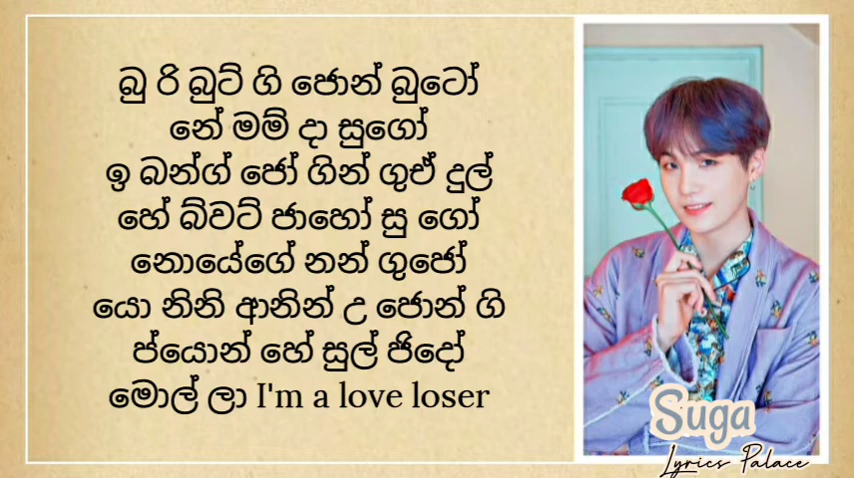 බු රි බුට් ගි ජොන් බුටෝ
නේ මම් දා සුගෝ
ඉ බන්ග් ජෝ ගින් ගුඒ දුල්
හේ බ්වට් ජාහෝ සු ගෝ
නොයේගේ නන් ගුජෝ
යො නිනි ආනින් උ ජොන් ගි
ප්යොන් හේ සුල් ජිදෝ
මොල් ලා I'm a love loser
Suga
Lyrics Palace